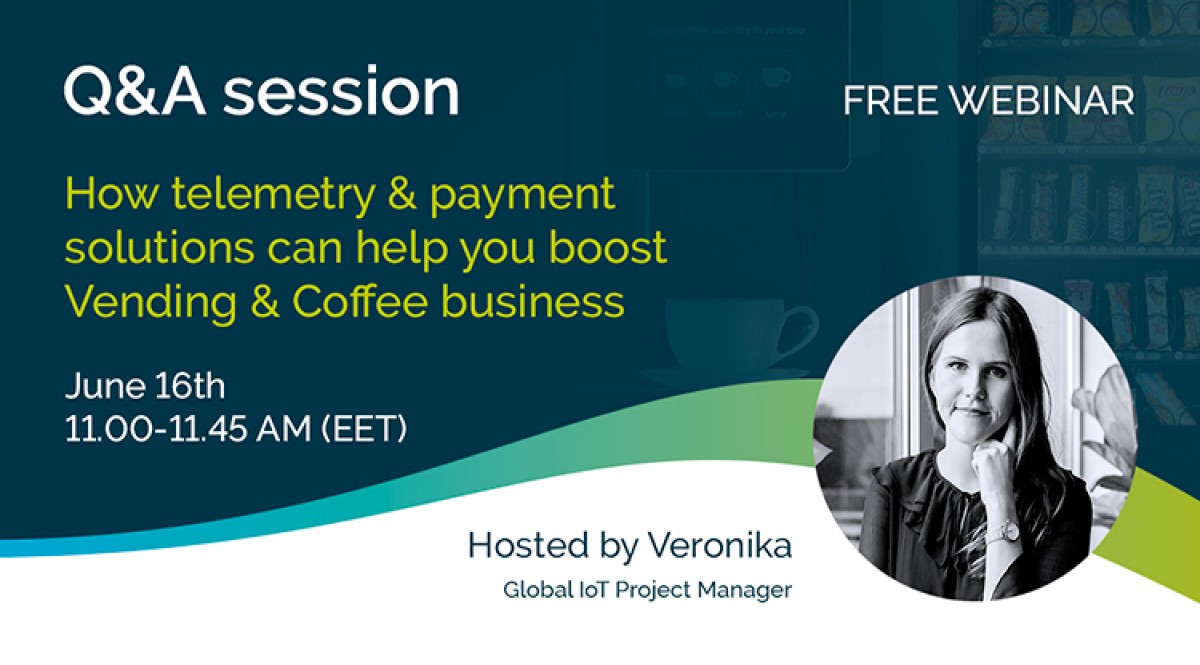 Q&A session
FREE WEBINAR
How telemetry & payment
solutions can help you boost
Vending & Coffee business
June 16th
11.00-11.45 AM (EET)
Hosted by Veronika
Global IoT Project Manager